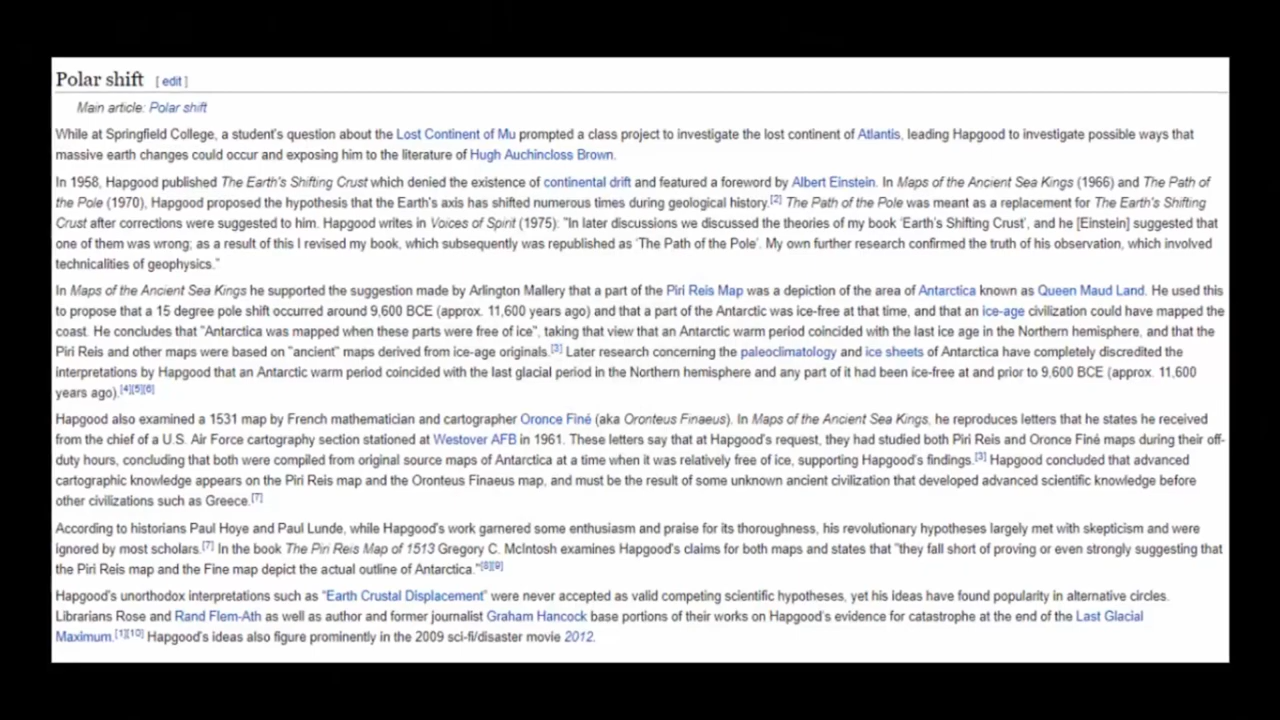 Polar shift [ edit ]
Main article: Polar shift
While at Springfield College, a student's question about the Lost Continent of Mu prompted a class project to investigate the lost continent of Atlantis, leading Hapgood to investigate possible ways that
massive earth changes could occur and exposing him to the literature of Hugh Auchincloss Brown.
In 1958, Hapgood published The Earth's Shifting Crust which denied the existence of continental drift and featured a foreword by Albert Einstein. In Maps of the Ancient Sea Kings (1966) and The Path of
the Pole (1970), Hapgood proposed the hypothesis that the Earth's axis has shifted numerous times during geological history.[2] The Path of the Pole was meant as a replacement for The Earth's Shifting
Crust after corrections were suggested to him. Hapgood writes in Voices of Spirit (1975): "In later discussions we discussed the theories of my book 'Earth's Shifting Crust', and he [Einstein] suggested that
one of them was wrong; as a result of this I revised my book, which subsequently was republished as 'The Path of the Pole'. My own further research confirmed the truth of his observation, which involved
technicalities of geophysics."
In Maps of the Ancient Sea Kings he supported the suggestion made by Arlington Mallery that a part of the Piri Reis Map was a depiction of the area of Antarctica known as Queen Maud Land. He used this
to propose that a 15 degree pole shift occurred around 9,600 BCE (approx. 11,600 years ago) and that a part of the Antarctic was ice-free at that time, and that an ice-age civilization could have mapped the
coast. He concludes that "Antarctica was mapped when these parts were free of ice", taking that view that an Antarctic warm period coincided with the last ice age in the Northern hemisphere, and that the
Piri Reis and other maps were based on "ancient" maps derived from ice-age originals.[3] Later research concerning the paleoclimatology and ice sheets of Antarctica have completely discredited the
interpretations by Hapgood that an Antarctic warm period coincided with the last glacial period in the Northern hemisphere and any part of it had been ice-free at and prior to 9,600 BCE (approx. 11,600
years ago).[4][5][6]
Hapgood also examined a 1531 map by French mathematician and cartographer Oronce Finé (aka Oronteus Finaeus). In Maps of the Ancient Sea Kings, he reproduces letters that he states he received
from the chief of a U.S. Air Force cartography section stationed at Westover AFB in 1961. These letters say that at Hapgood's request, they had studied both Piri Reis and Oronce Finé maps during their off-
duty hours, concluding that both were compiled from original source maps of Antarctica at a time when it was relatively free of ice, supporting Hapgood's findings.[3] Hapgood concluded that advanced
cartographic knowledge appears on the Piri Reis map and the Oronteus Finaeus map, and must be the result of some unknown ancient civilization that developed advanced scientific knowledge before
other civilizations such as Greece.[7]
According to historians Paul Hoye and Paul Lunde, while Hapgood's work garnered some enthusiasm and praise for its thoroughness, his revolutionary hypotheses largely met with skepticism and were
ignored by most scholars.[7] In the book The Piri Reis Map of 1513 Gregory C. McIntosh examines Hapgood's claims for both maps and states that "they fall short of proving or even strongly suggesting that
the Piri Reis map and the Fine map depict the actual outline of Antarctica."[8][9]
Hapgood's unorthodox interpretations such as "Earth Crustal Displacement" were never accepted as valid competing scientific hypotheses, yet his ideas have found popularity in alternative circles.
Librarians Rose and Rand Flem-Ath as well as author and former journalist Graham Hancock base portions of their works on Hapgood's evidence for catastrophe at the end of the Last Glacial
Maximum.[1][10] Hapgood's ideas also figure prominently in the 2009 sci-fi/disaster movie 2012.